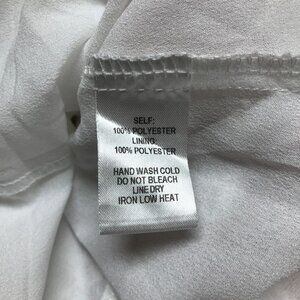 SELF:
100% POLYESTER
LINING:
100% POLYESTER
HAND WASH COLD
DO NOT BLEACH
LINE DRY
IRON LOW HEAT